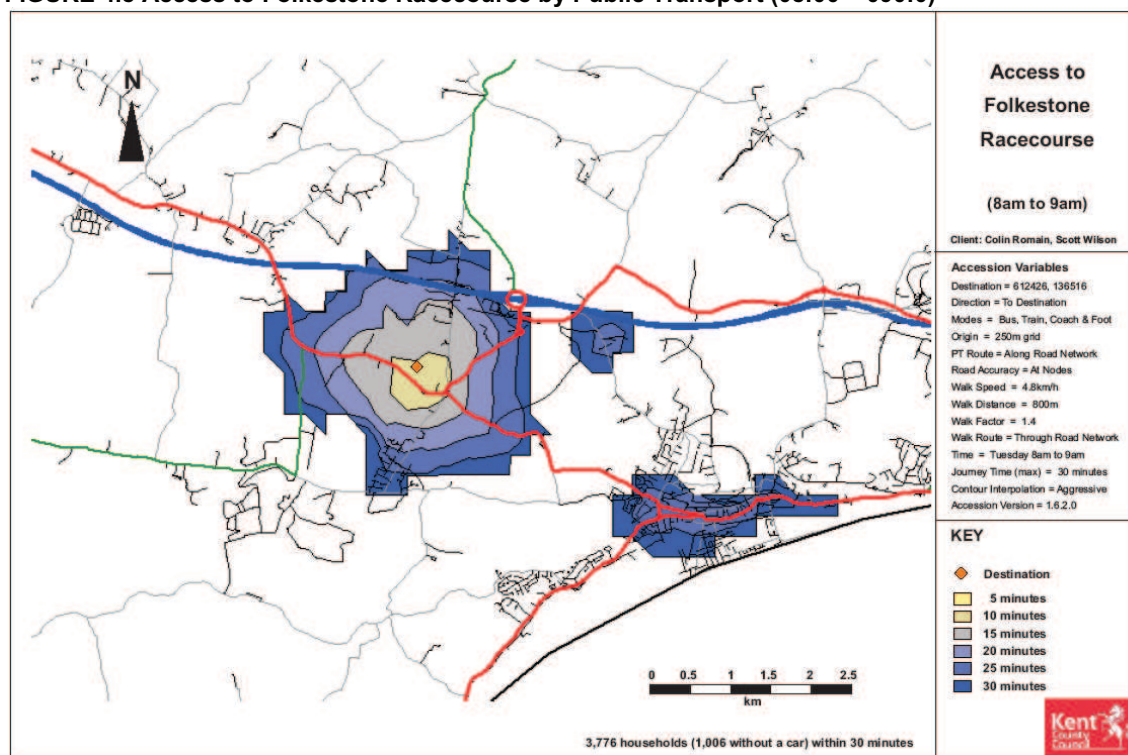 Access to
Folkestone
Racecourse
(8am to 9am)
Client: Colin Romain, Scott Wilson
Accession Variables
Destination = 612426, 136516
Direction = To Destination
Modes = Bus, Train, Coach & Foot
Origin = 250m grid
PT Route = Along Road Network
Road Accuracy = At Nodes
Walk Speed = 4.8km/h
Walk Distance = 800m
Walk Factor = 1.4
Walk Route = Through Road Network
Time = Tuesday 8am to 9am
Journey Time (max) = 30 minutes
Contour Interpolation = Aggressive
Accession Version = 1.6.2.0
KEY
Destination
5 minutes
10 minutes
15 minutes
20 minutes
25 minutes
30 minutes
N
0 0.5 1 1.5 2 2.5
km
3,776 households (1,006 without a car) within 30 minutes
Kent
County
Council